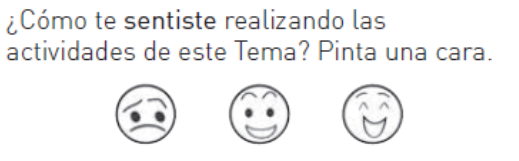 ¿Cómo te sentiste realizando las
actividades de este Tema? Pinta una cara.